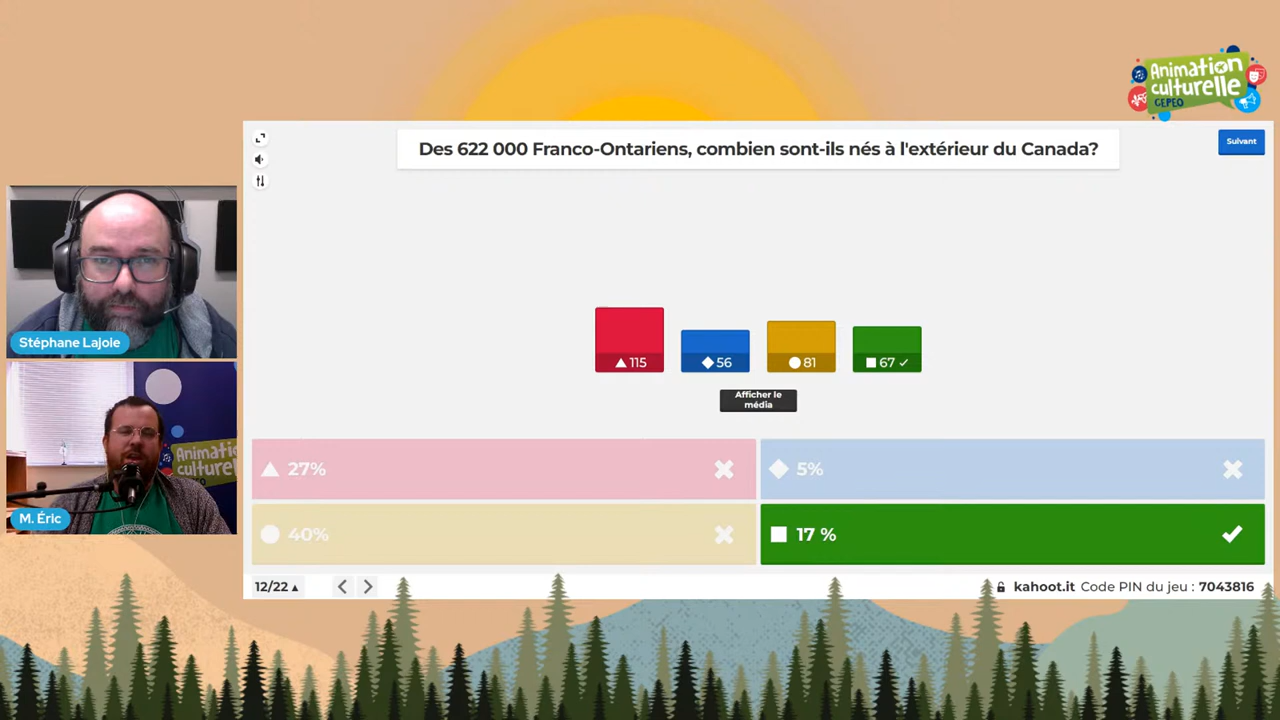 Animation
culturelle
CEPEO
Des 622 000 Franco-Ontariens, combien sont-ils nés à l'extérieur du Canada?
Suivant
115
56
81
67
Afficher le
média
27%
5%
40%
17 %
12/22
kahoot.it Code PIN du jeu : 7043816
Stéphane Lajoie
Animation
culturelle
M. Éric